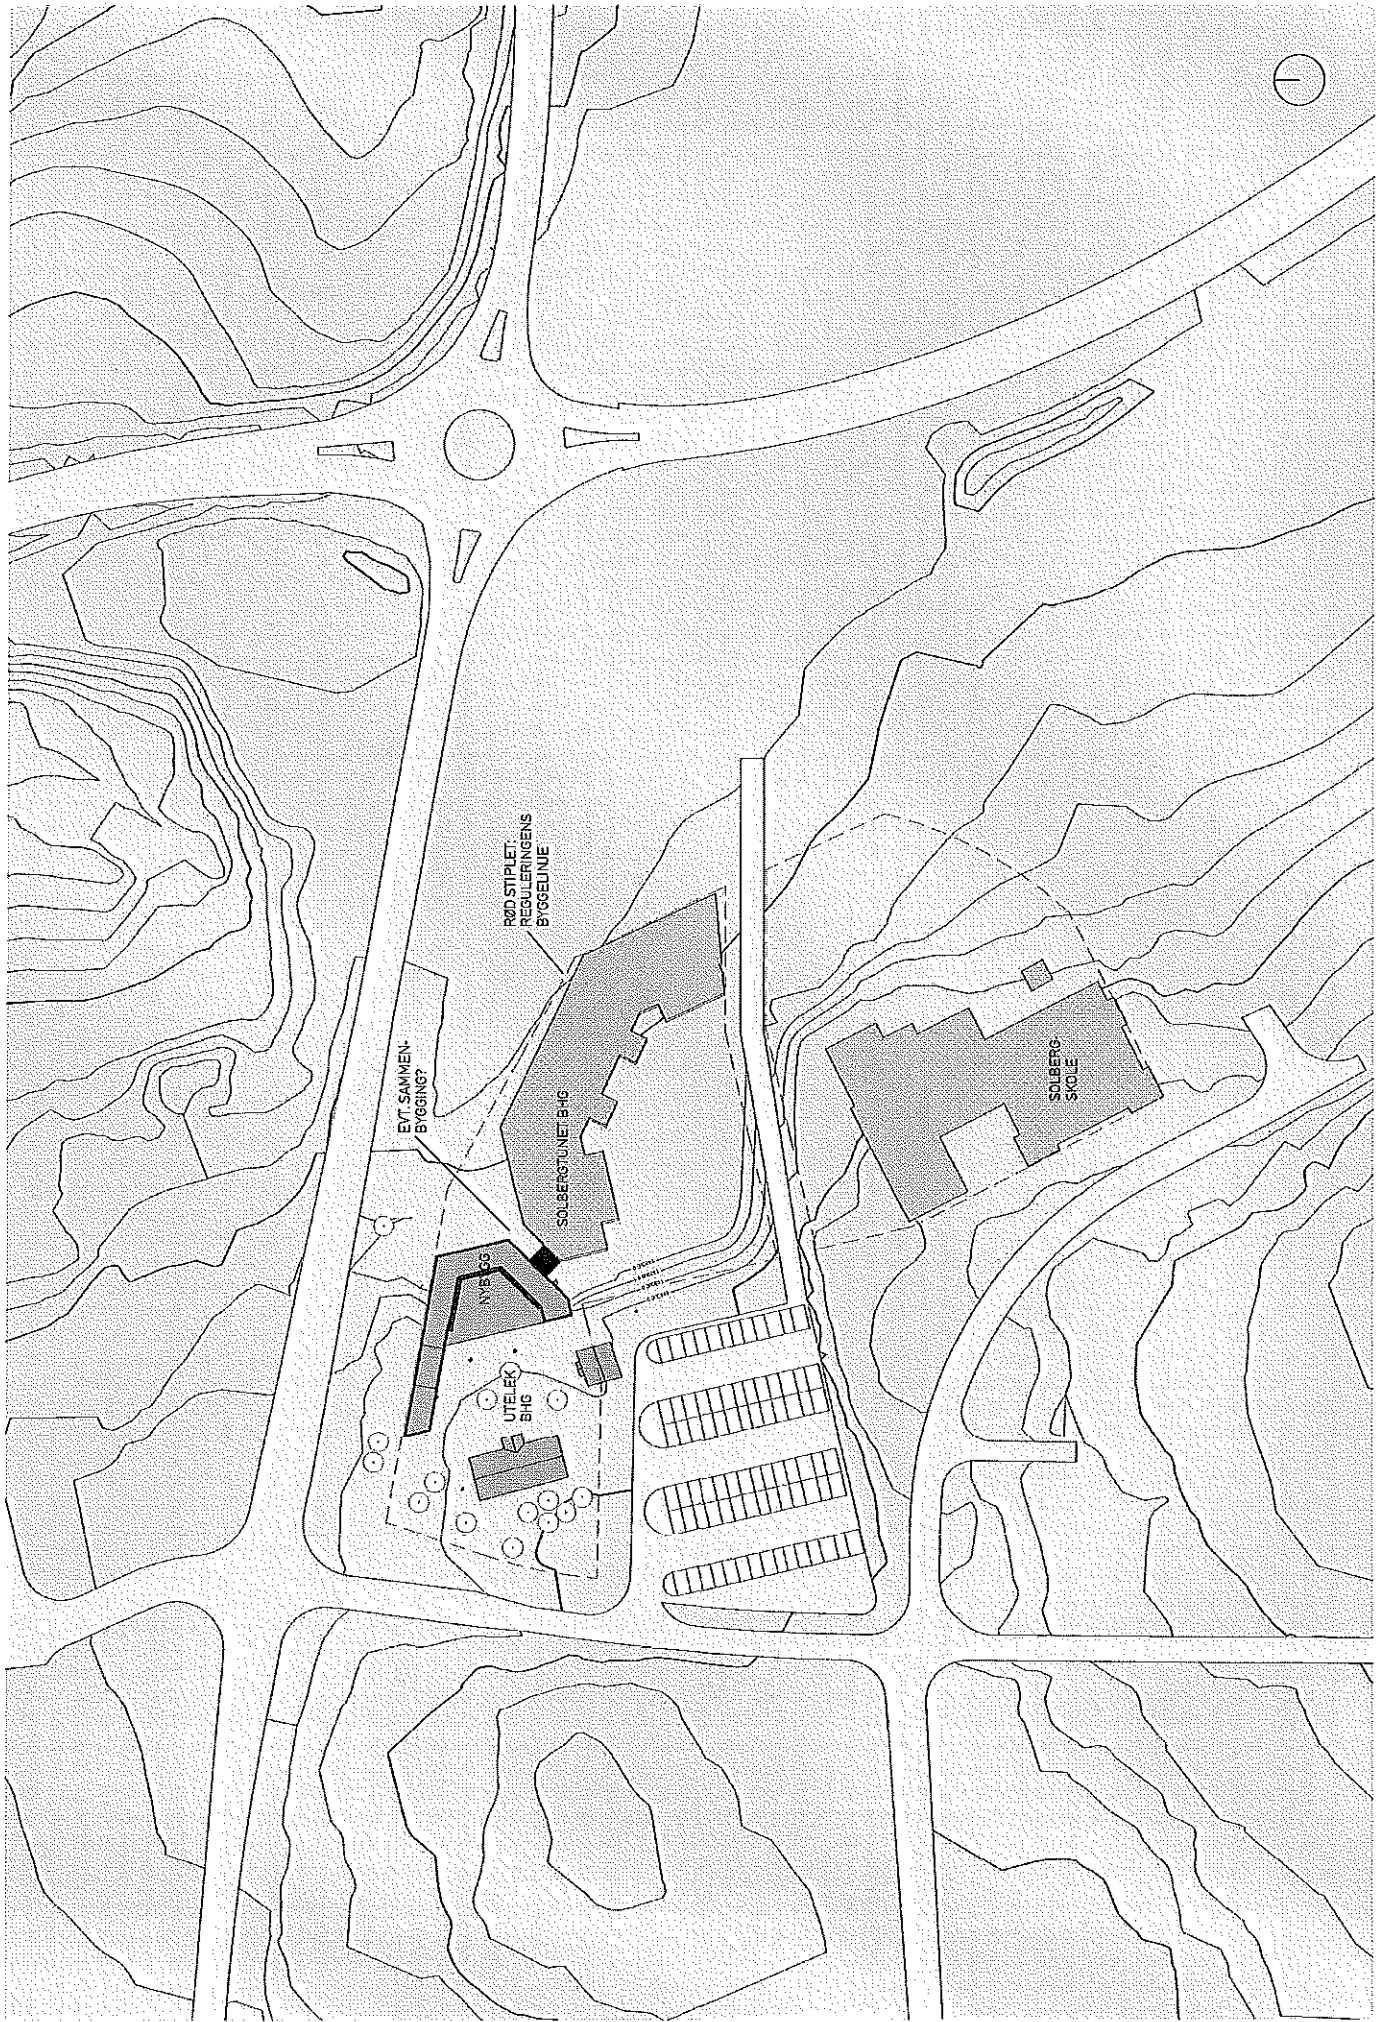 RØD STIPLET:
REGULERINGENS
BYGGELINJE
EVT. SAMMEN-
BYGGING?
SOLBERGTUNET BHG
NYBYGG
UTELEK
BHG
SOLBERG
SKOLE